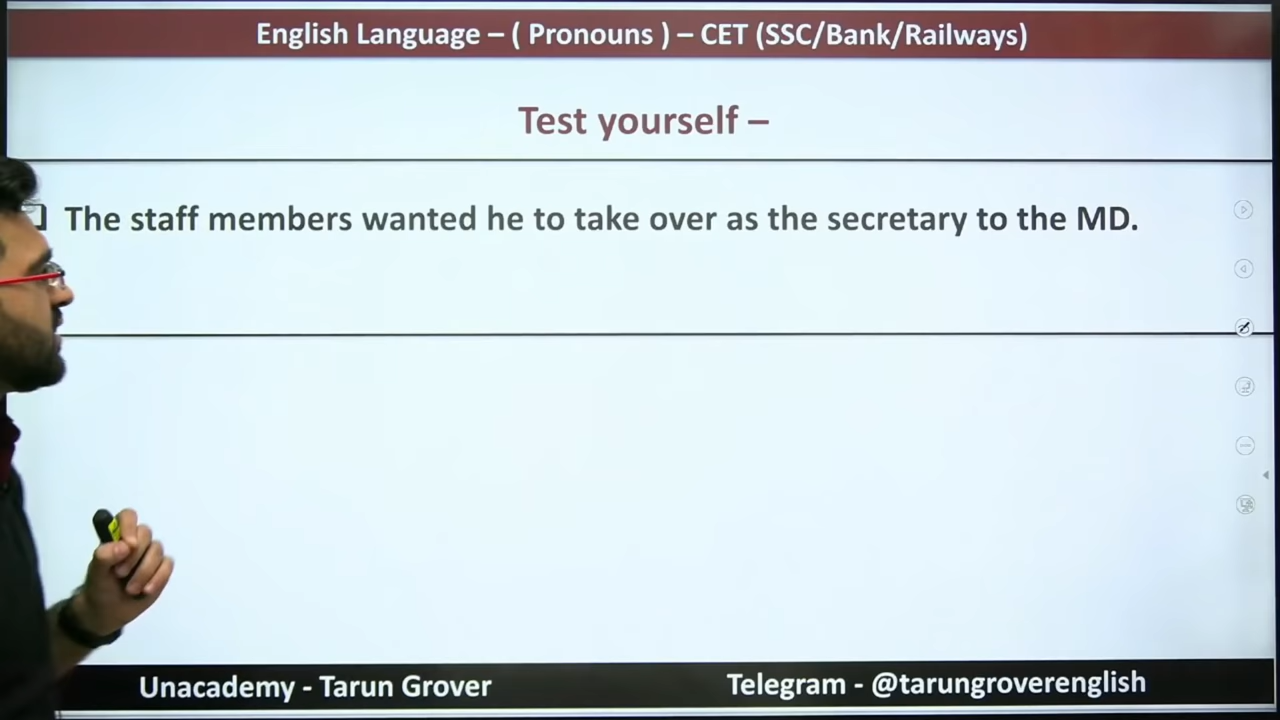 English Language – ( Pronouns ) – CET (SSC/Bank/Railways)
Test yourself –
The staff members wanted he to take over as the secretary to the MD.
Unacademy - Tarun Grover
Telegram - @tarungroverenglish